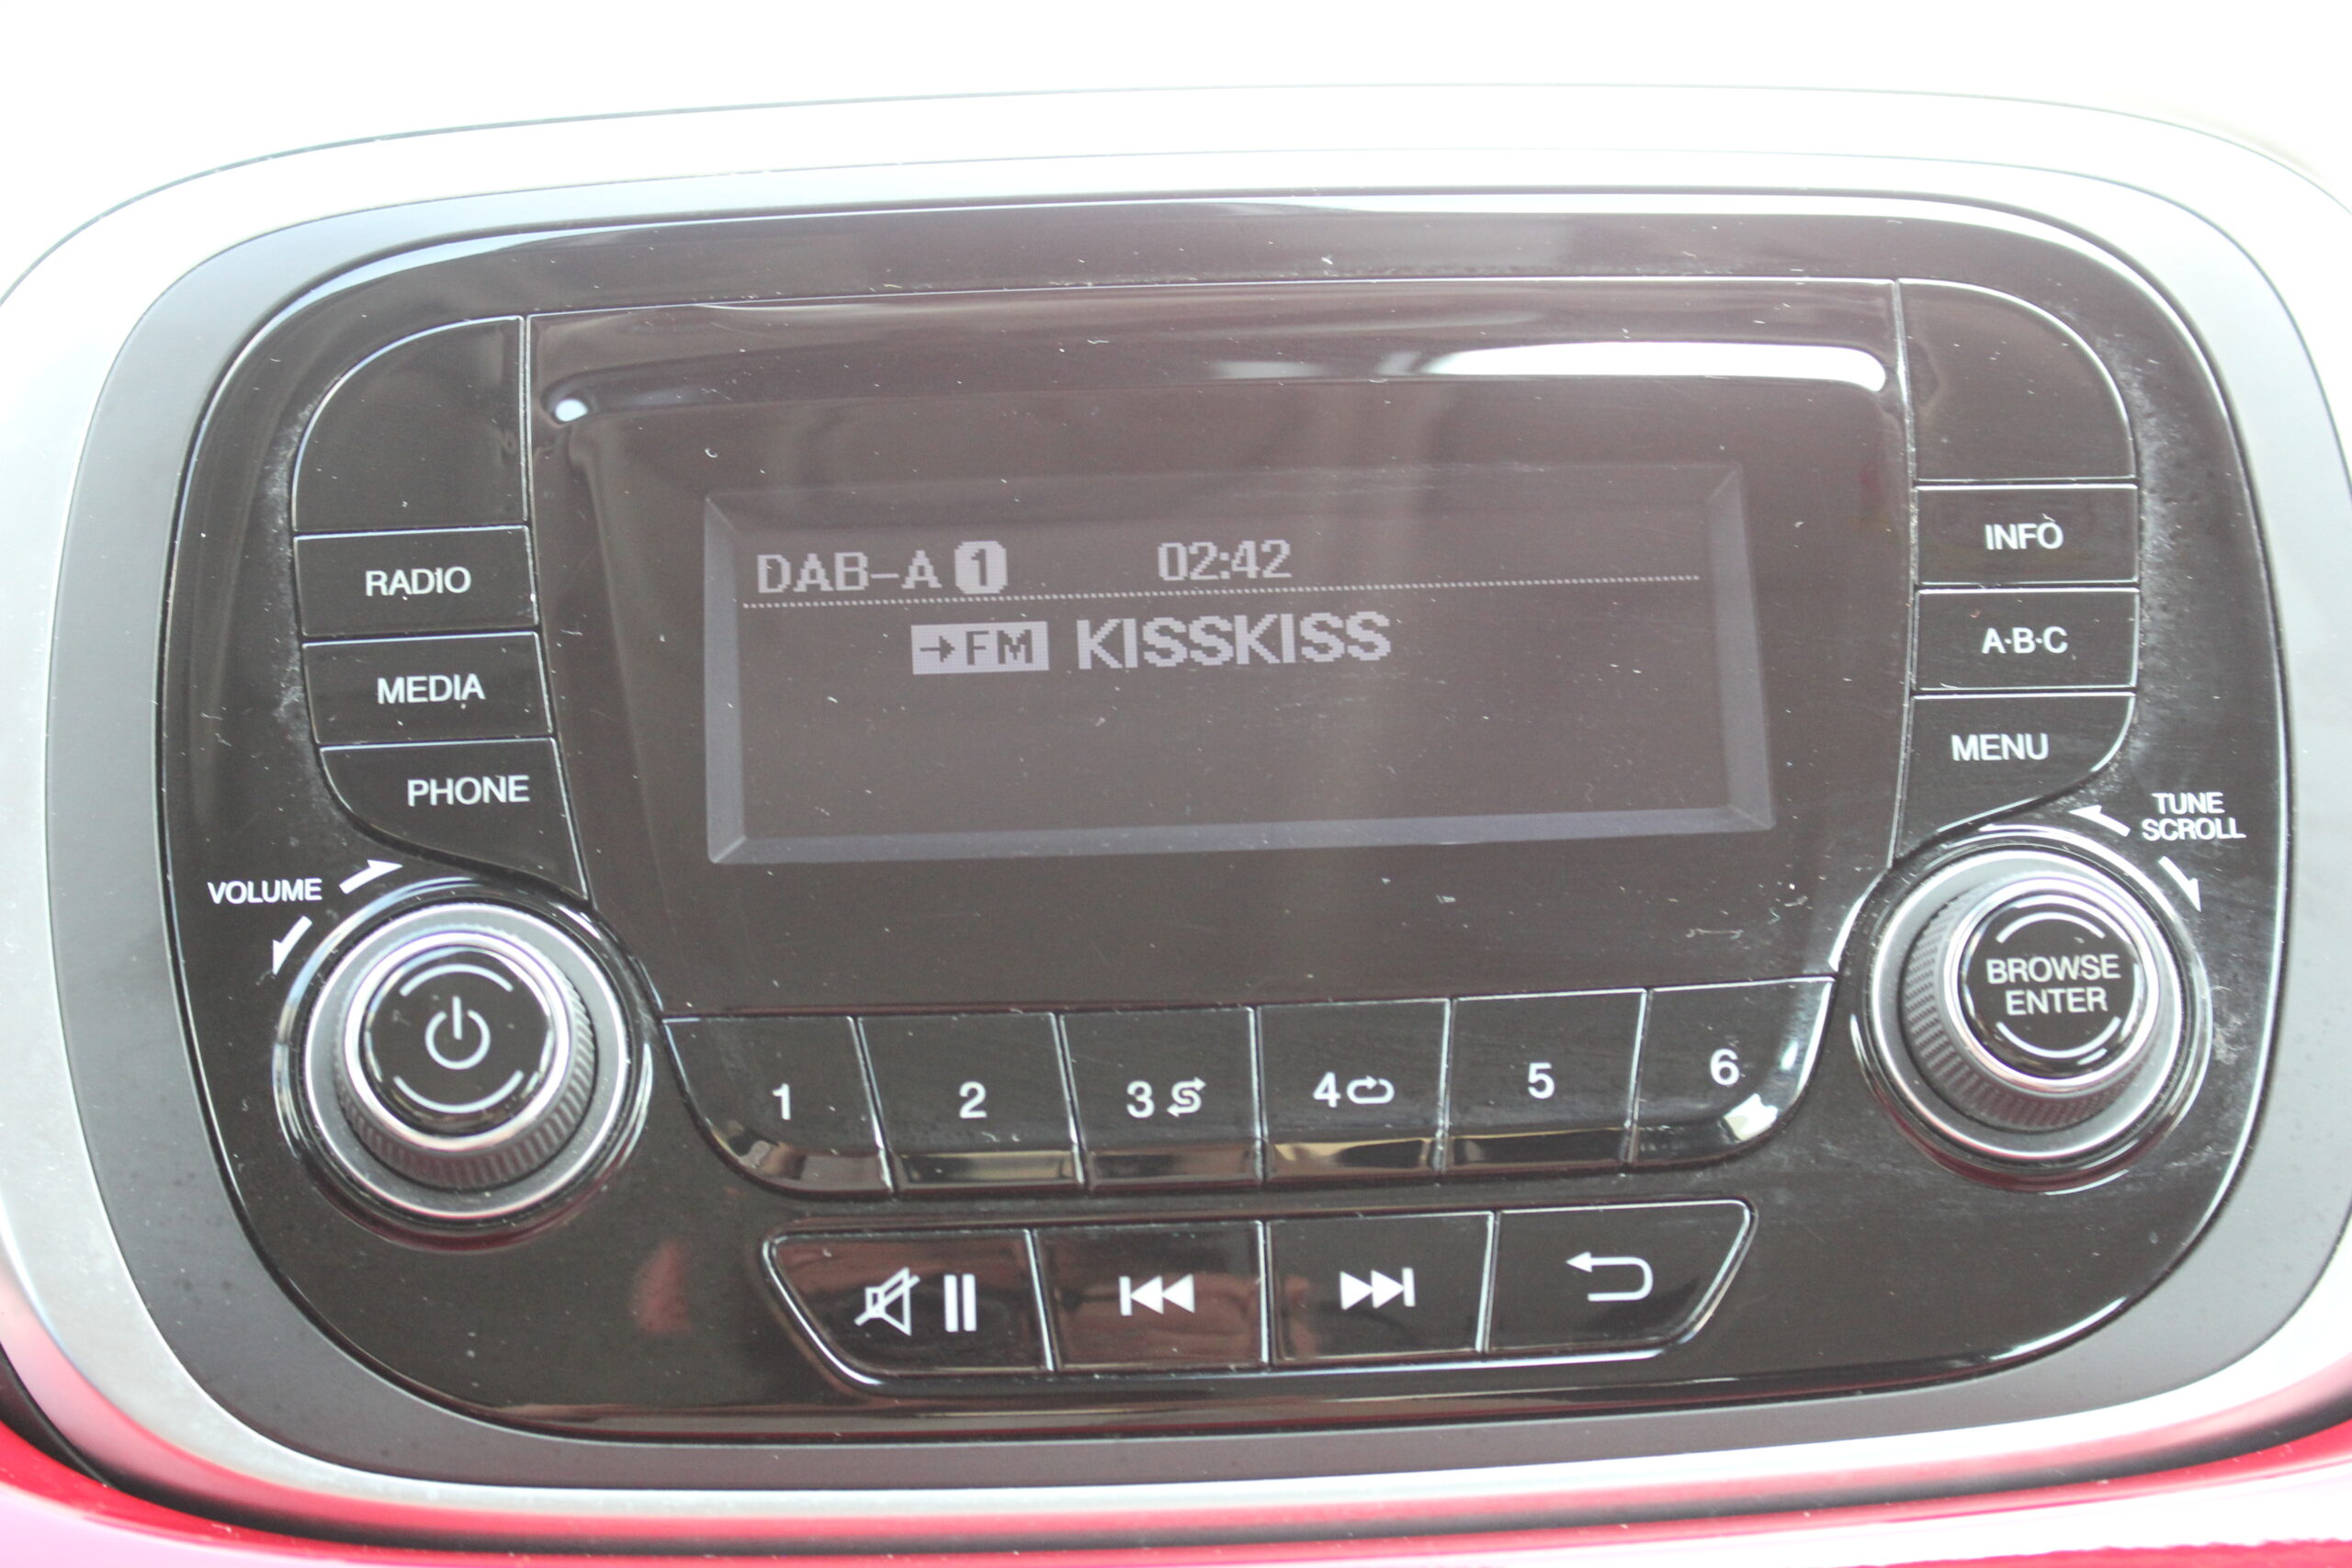 DAB-A 1 02:42
→FM KISSKISS
RADIO
MEDIA
PHONE
VOLUME
INFO
A·B·C
MENU
TUNE
SCROLL
BROWSE
ENTER
1 2 3 4 5 6